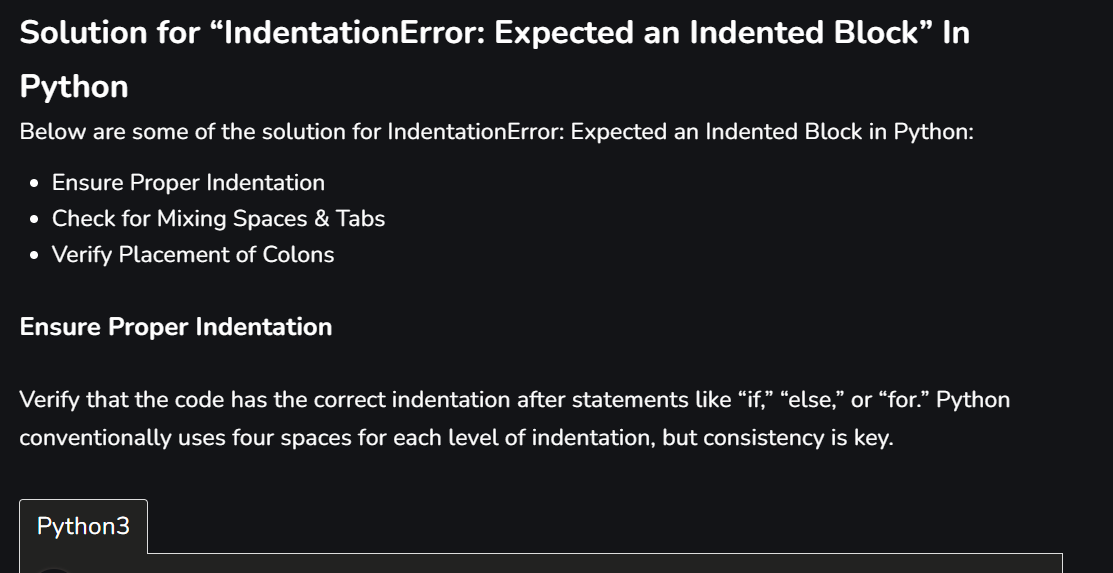 Solution for “IndentationError: Expected an Indented Block” In
Python
Below are some of the solution for IndentationError: Expected an Indented Block in Python:
• Ensure Proper Indentation
• Check for Mixing Spaces & Tabs
• Verify Placement of Colons
Ensure Proper Indentation
Verify that the code has the correct indentation after statements like “if,” “else,” or “for.” Python
conventionally uses four spaces for each level of indentation, but consistency is key.
Python3